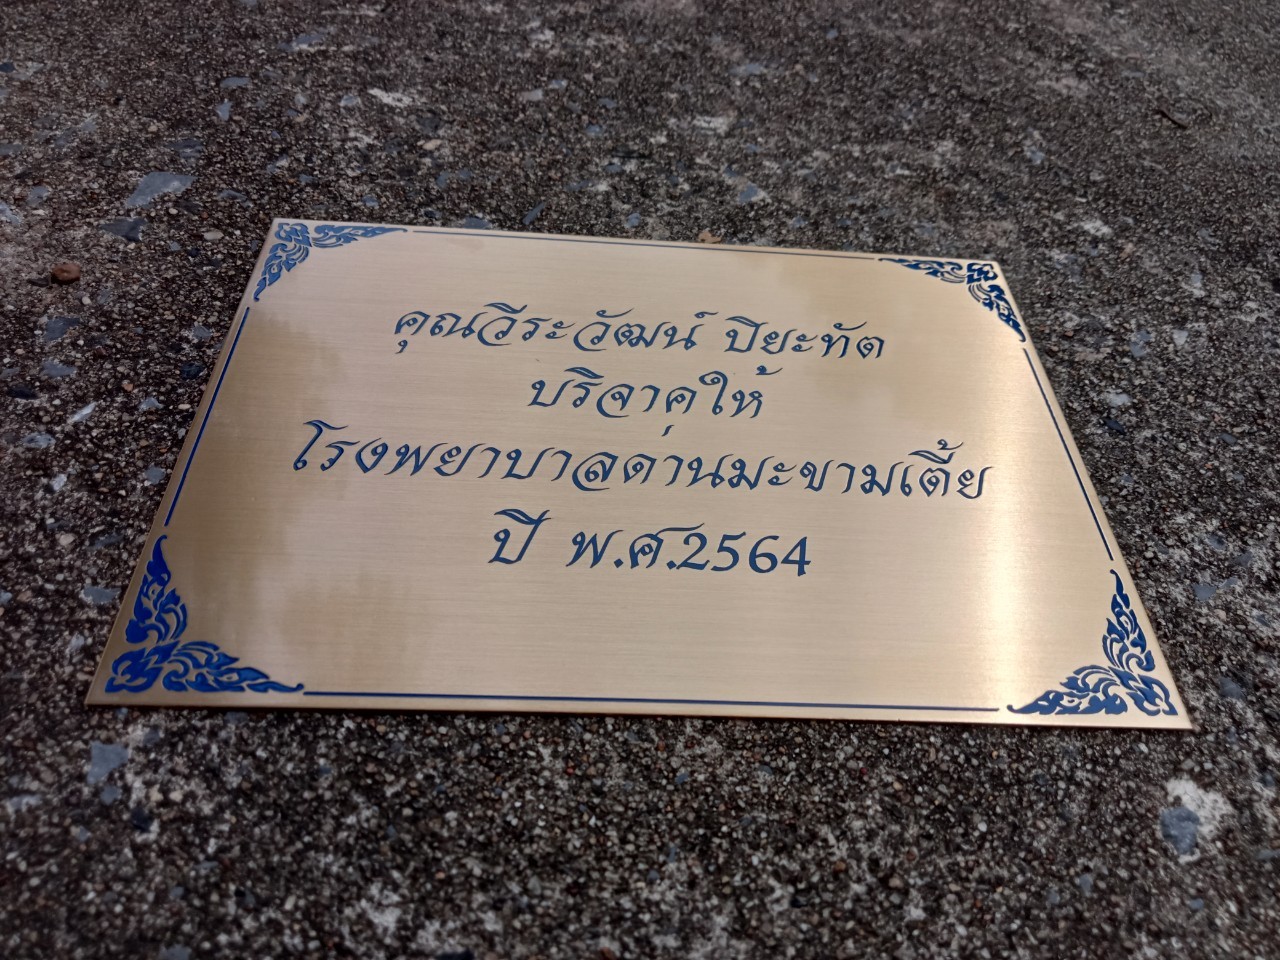 คุณวีระวัฒน์ ปิยะทัต
บริจาคุให้
โรงพยาบาลดานมะขามเตี้ย
ปี พ.ศ.2564